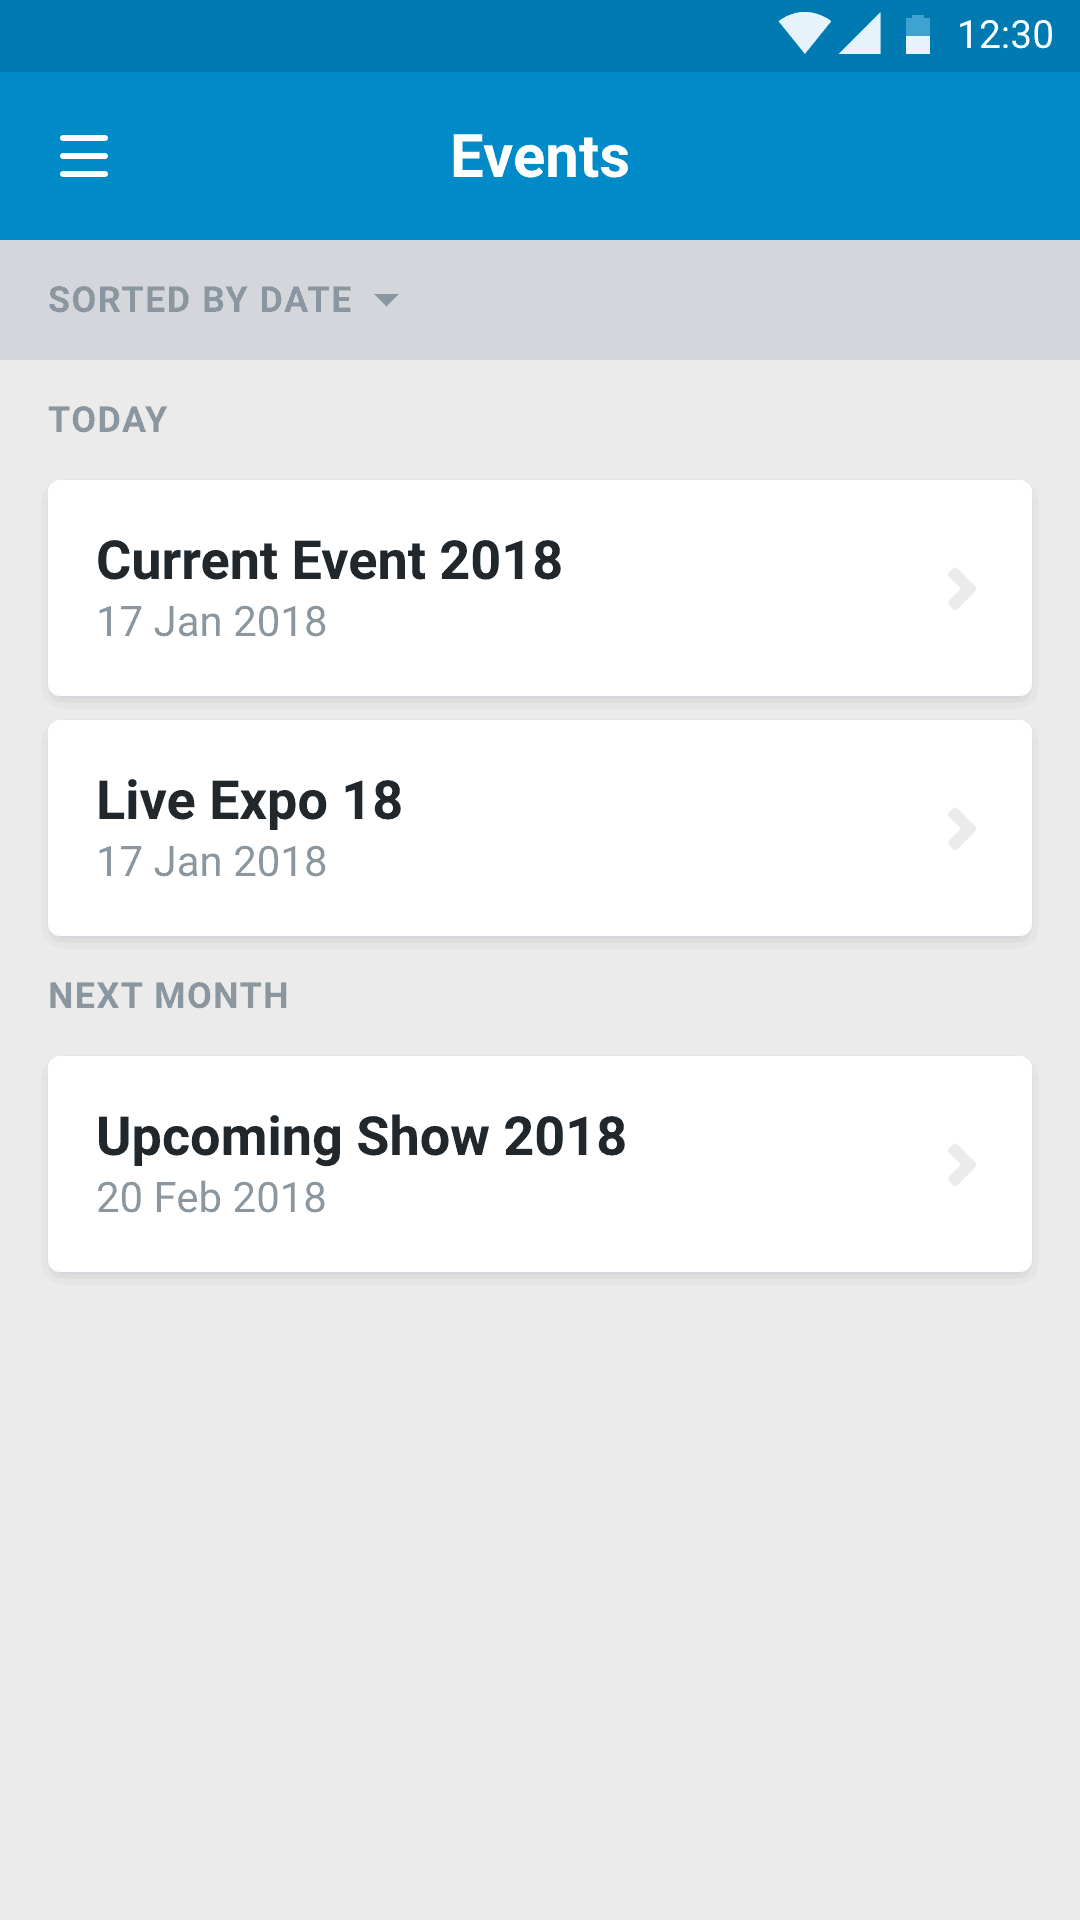 12:30
Events
SORTED BY DATE
TODAY
Current Event 2018
17 Jan 2018
Live Expo 18
17 Jan 2018
NEXT MONTH
Upcoming Show 2018
20 Feb 2018